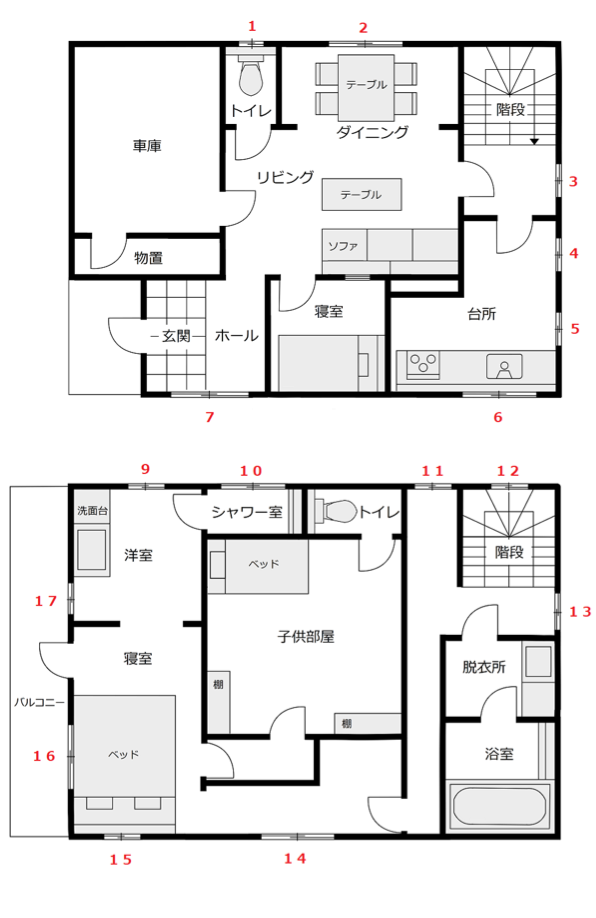 1
2
トイレ
テーブル
階段
ダイニング
車庫
リビング
3
テーブル
ソファ
4
物置
寝室
台所
5
玄関
ホール
7
6
9
10
11
12
洗面台
シャワー室
トイレ
洋室
ベッド
階段
17
13
子供部屋
寝室
脱衣所
棚
バルコニー
棚
16
ベッド
浴室
15
14